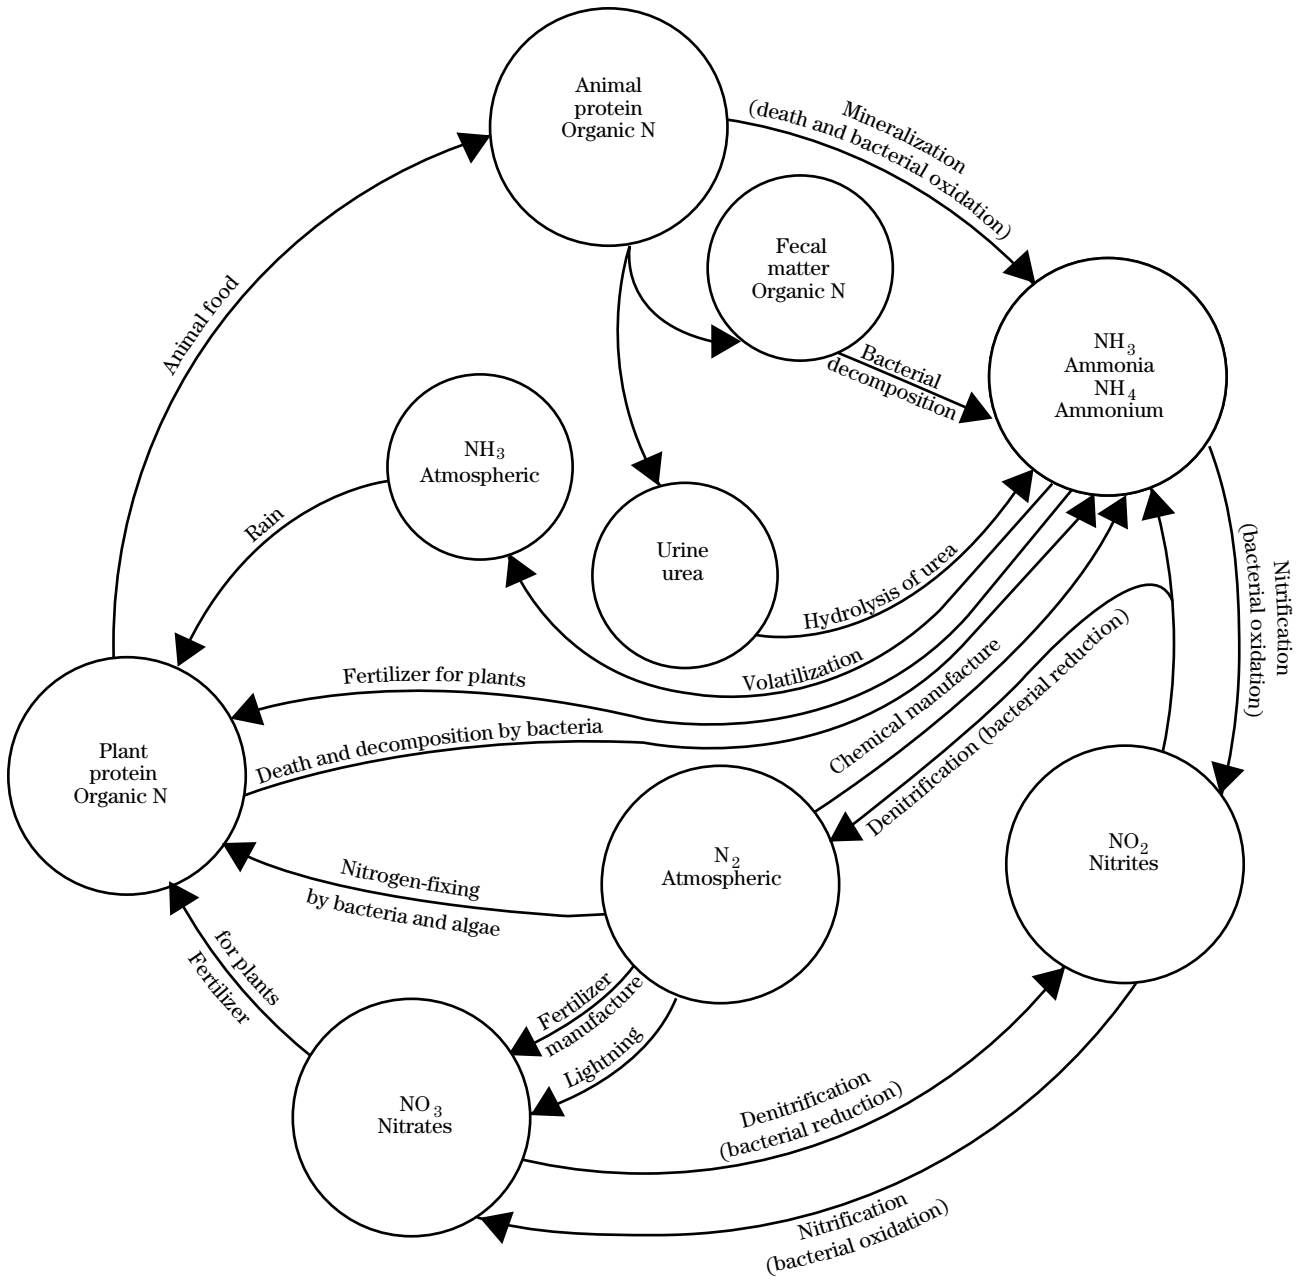 Animal
protein
Organic N
Mineralization
(death and bacterial oxidation)
Fecal
matter
Organic N
Animal food
NH3
Ammonia
NH4
Ammonium
Bacterial
decomposition
NH3
Atmospheric
Rain
Urine
urea
Hydrolysis of urea
Nitrification
(bacterial oxidation)
Volatilization
Fertilizer for plants
Death and decomposition by bacteria
Chemical manufacture
Denitrification (bacterial reduction)
Plant
protein
Organic N
N2
Atmospheric
NO2
Nitrites
Nitrogen-fixing
by bacteria and algae
for plants
Fertilizer
Fertilizer
manufacture
Lightning
NO3
Nitrates
Denitrification
(bacterial reduction)
Nitrification
(bacterial oxidation)